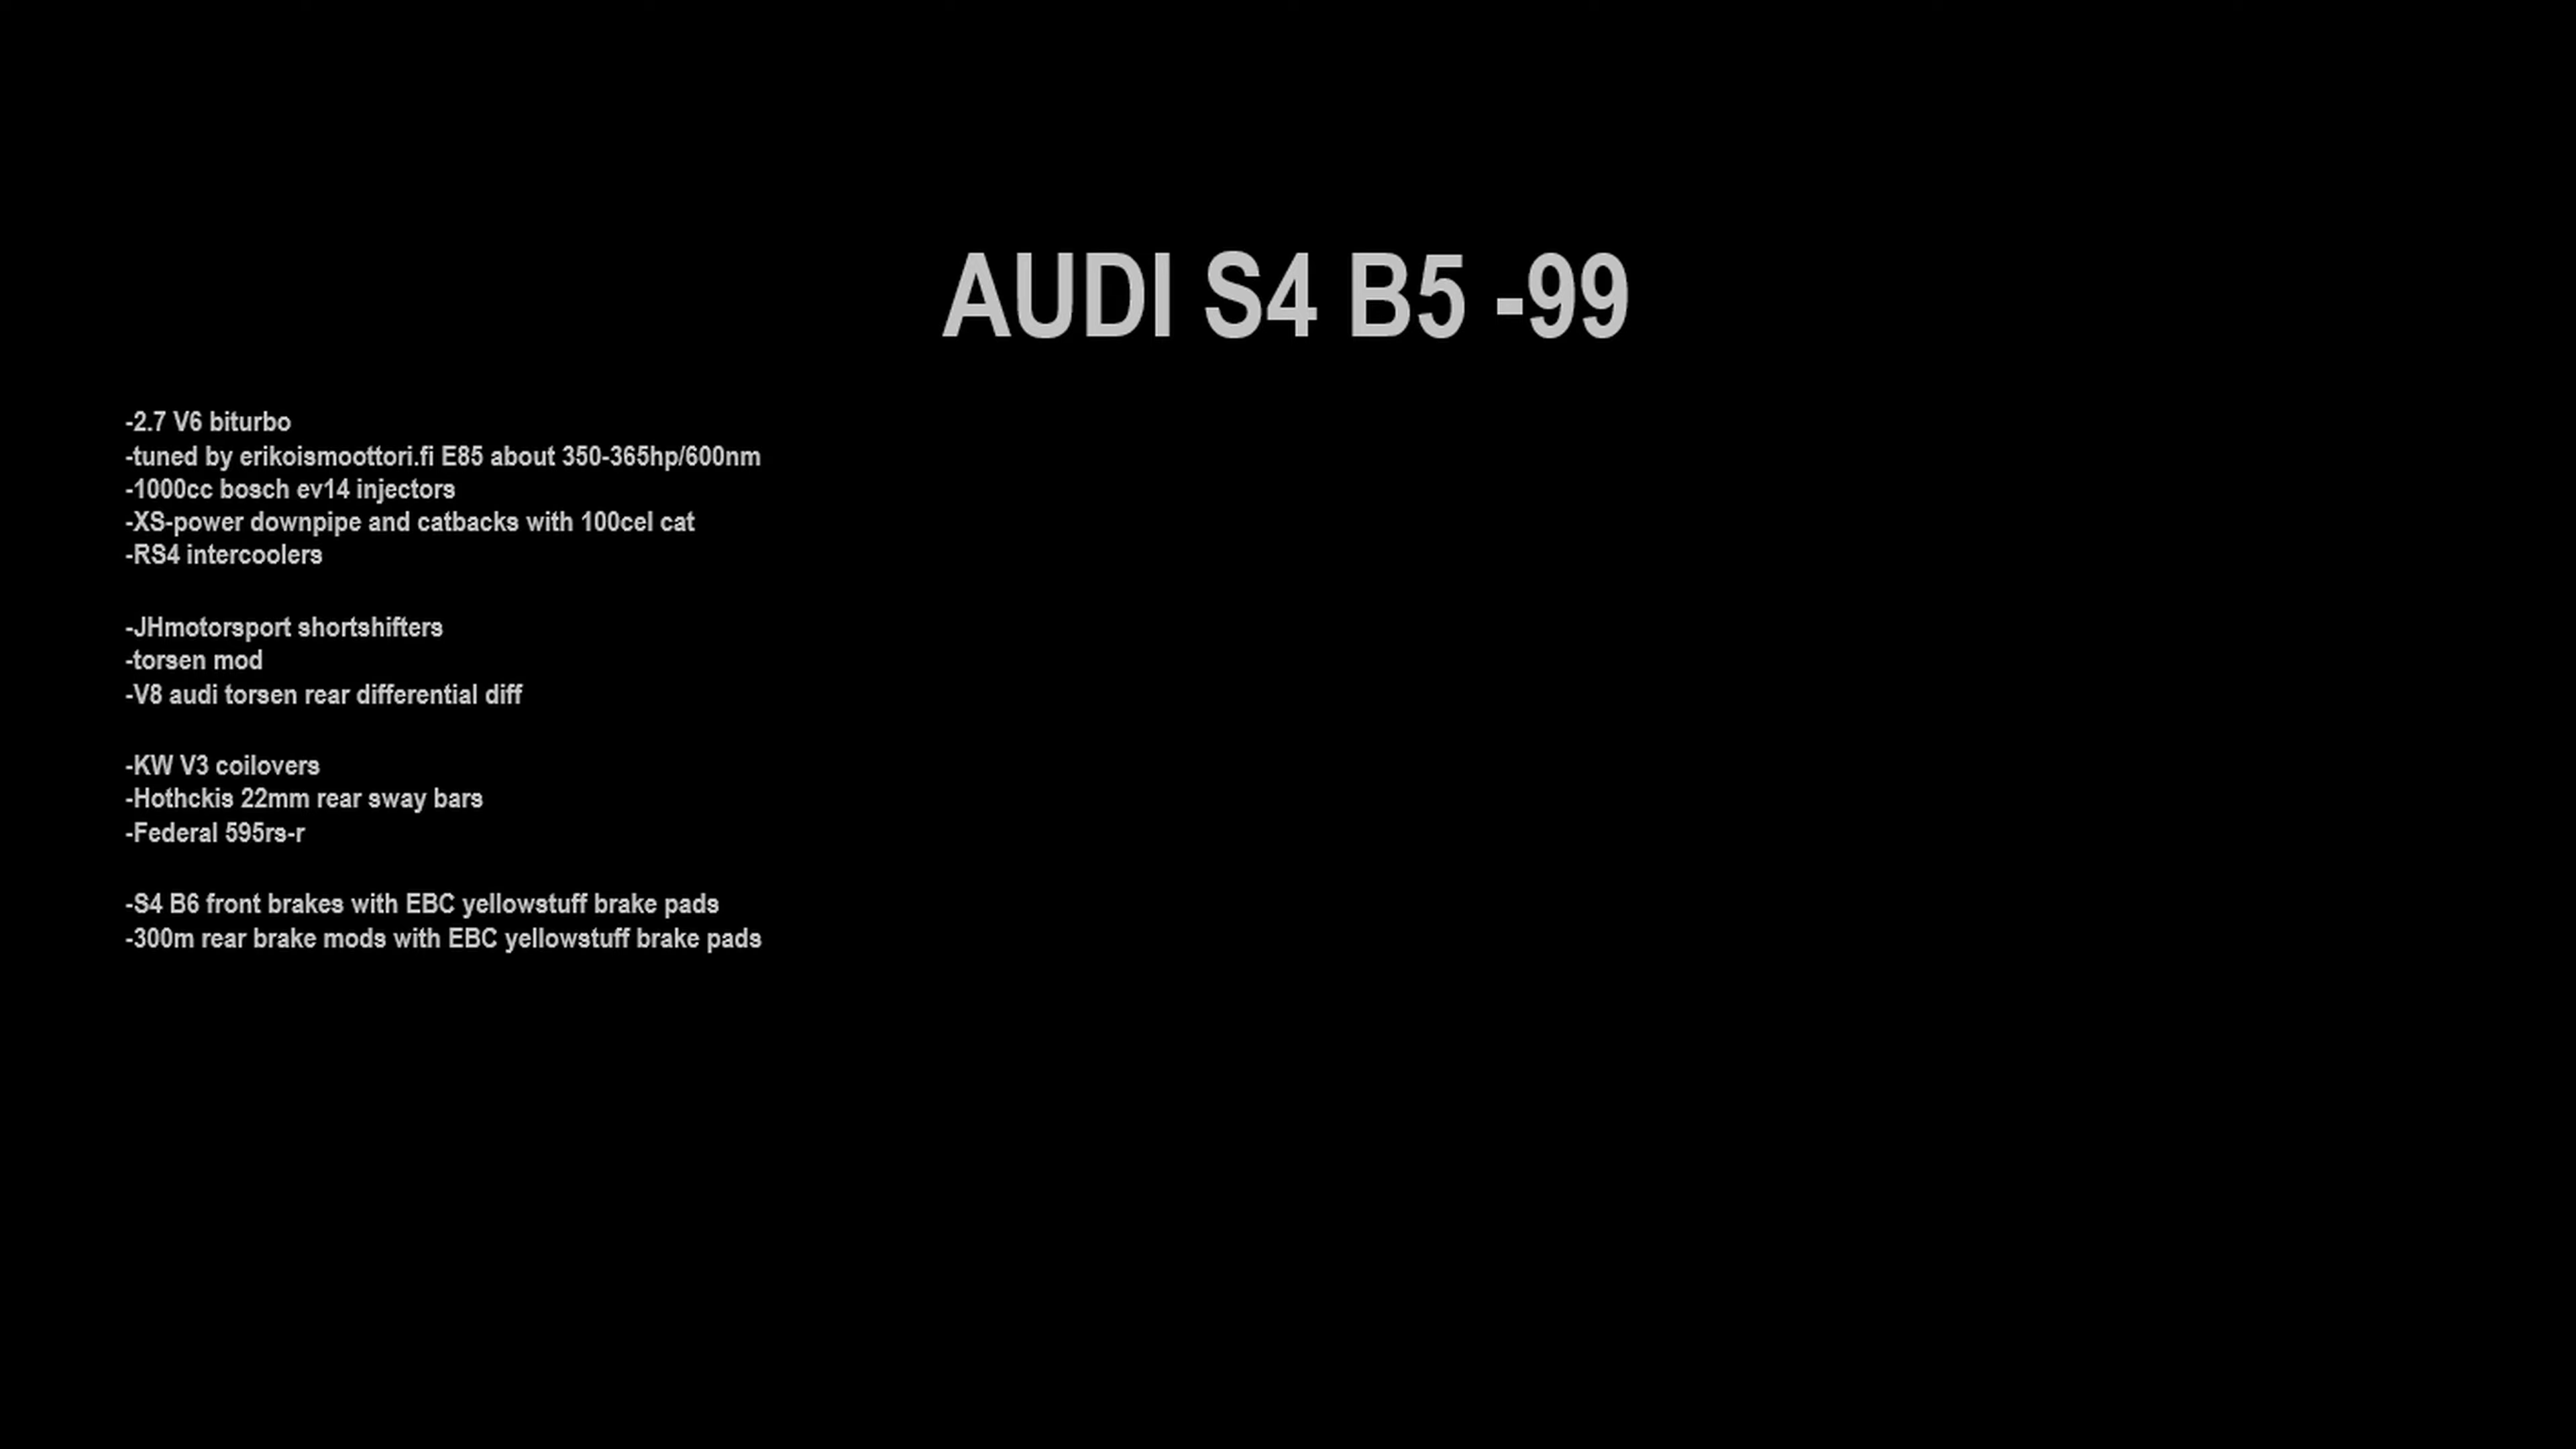 AUDI S4 B5 -99
-2.7 V6 biturbo
-tuned by erikoismoottori.fi E85 about 350-365hp/600nm
-1000cc bosch ev14 injectors
-XS-power downpipe and catbacks with 100cel cat
-RS4 intercoolers
-JHmotorsport shortshifters
-torsen mod
-V8 audi torsen rear differential diff
-KW V3 coilovers
-Hothckis 22mm rear sway bars
-Federal 595rs-r
-S4 B6 front brakes with EBC yellowstuff brake pads
-300m rear brake mods with EBC yellowstuff brake pads